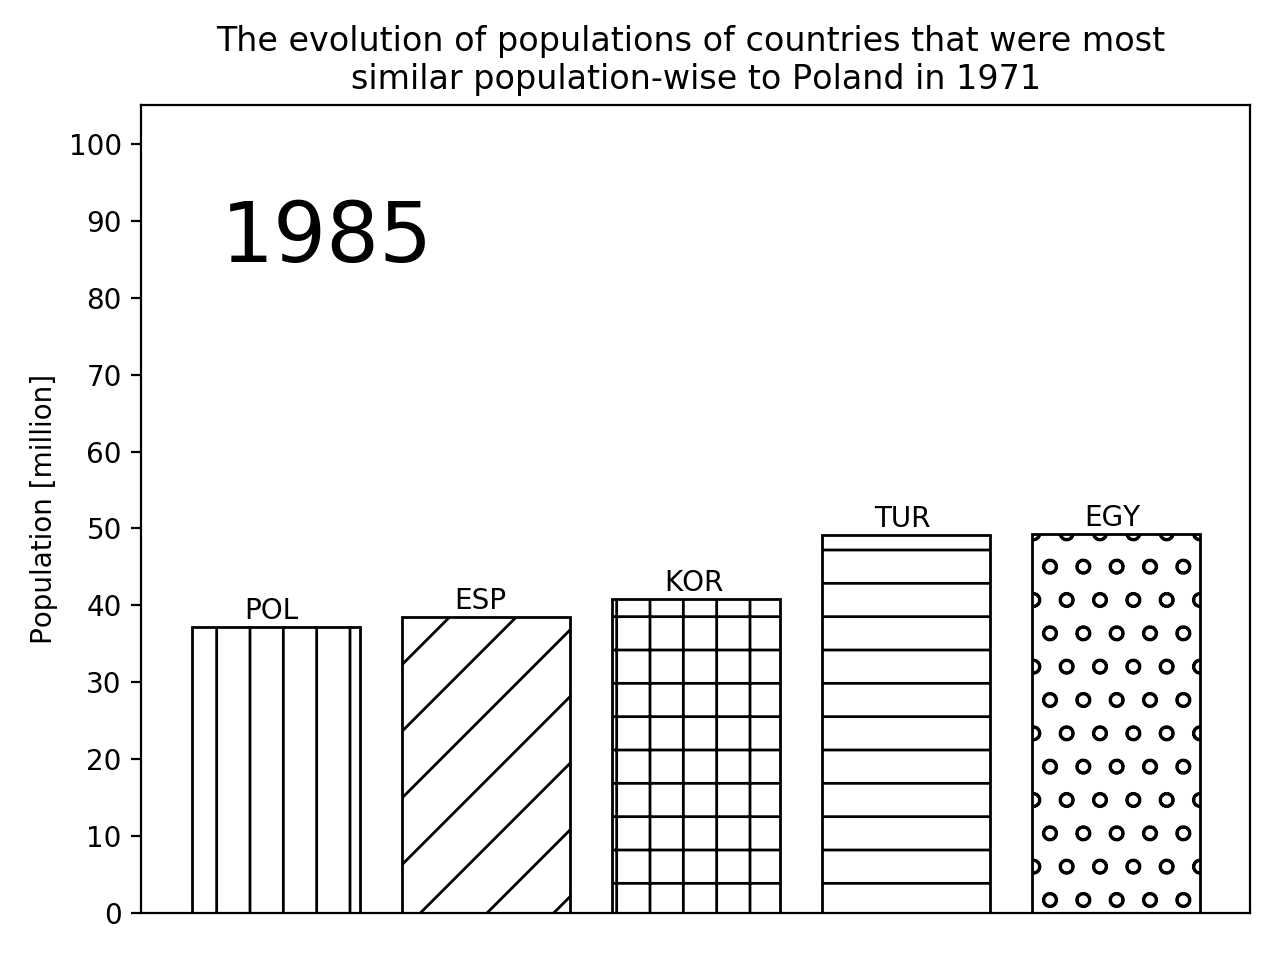 The evolution of populations of countries that were most
similar population-wise to Poland in 1971
100
90
80
70
60
50
40
30
20
10
0
Population [million]
1985
POL
ESP
KOR
TUR
EGY